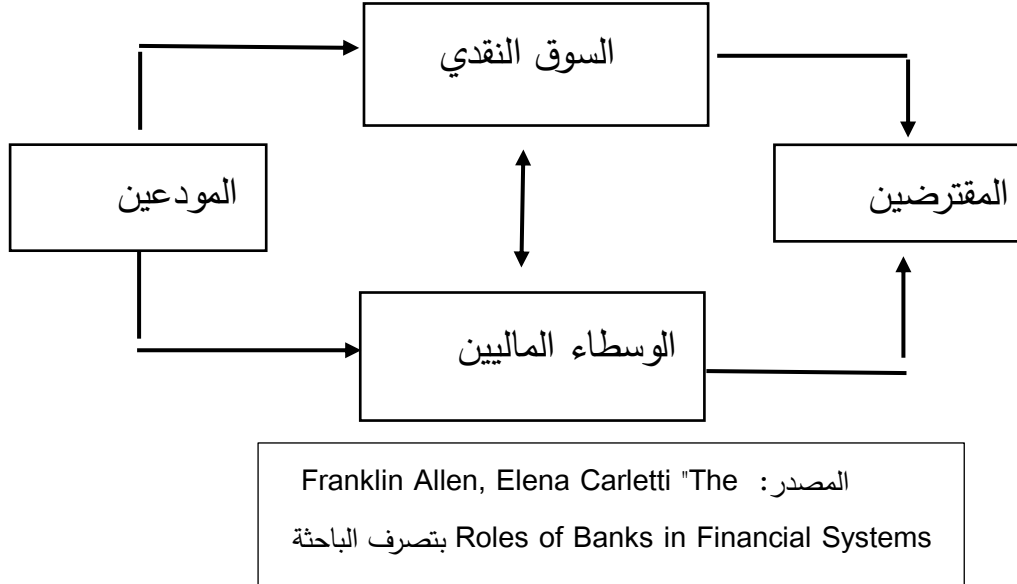 السوق النقدي
المودعين
المقترضين
الوسطاء الماليين
المصدر: Franklin Allen, Elena Carletti "The
Roles of Banks in Financial Systems بتصرف الباحثة